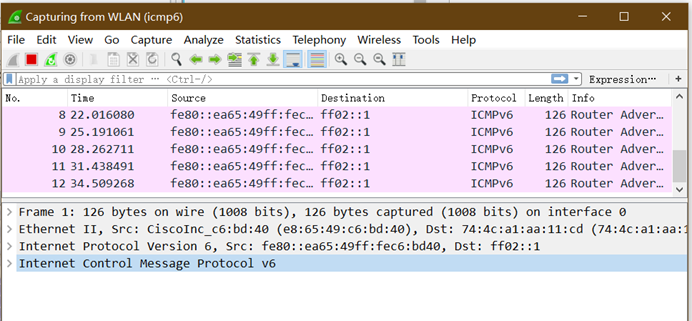 Capturing from WLAN (icmp6)
File Edit View Go Capture Analyze Statistics Telephony Wireless Tools Help
Apply a display filter ⋯ <Ctrl-/> Expression⋯ +
No. Time Source Destination Protocol Length Info
8 22.016080 fe80::ea65:49ff:fec… ff02::1 ICMPv6 126 Router Adver…
9 25.191061 fe80::ea65:49ff:fec… ff02::1 ICMPv6 126 Router Adver…
10 28.262711 fe80::ea65:49ff:fec… ff02::1 ICMPv6 126 Router Adver…
11 31.438491 fe80::ea65:49ff:fec… ff02::1 ICMPv6 126 Router Adver…
12 34.509268 fe80::ea65:49ff:fec… ff02::1 ICMPv6 126 Router Adver…
Frame 1: 126 bytes on wire (1008 bits), 126 bytes captured (1008 bits) on interface 0
Ethernet II, Src: CiscoInc_c6:bd:40 (e8:65:49:c6:bd:40), Dst: 74:4c:a1:aa:11:cd (74:4c:a1:aa:1
Internet Protocol Version 6, Src: fe80::ea65:49ff:fec6:bd40, Dst: ff02::1
Internet Control Message Protocol v6